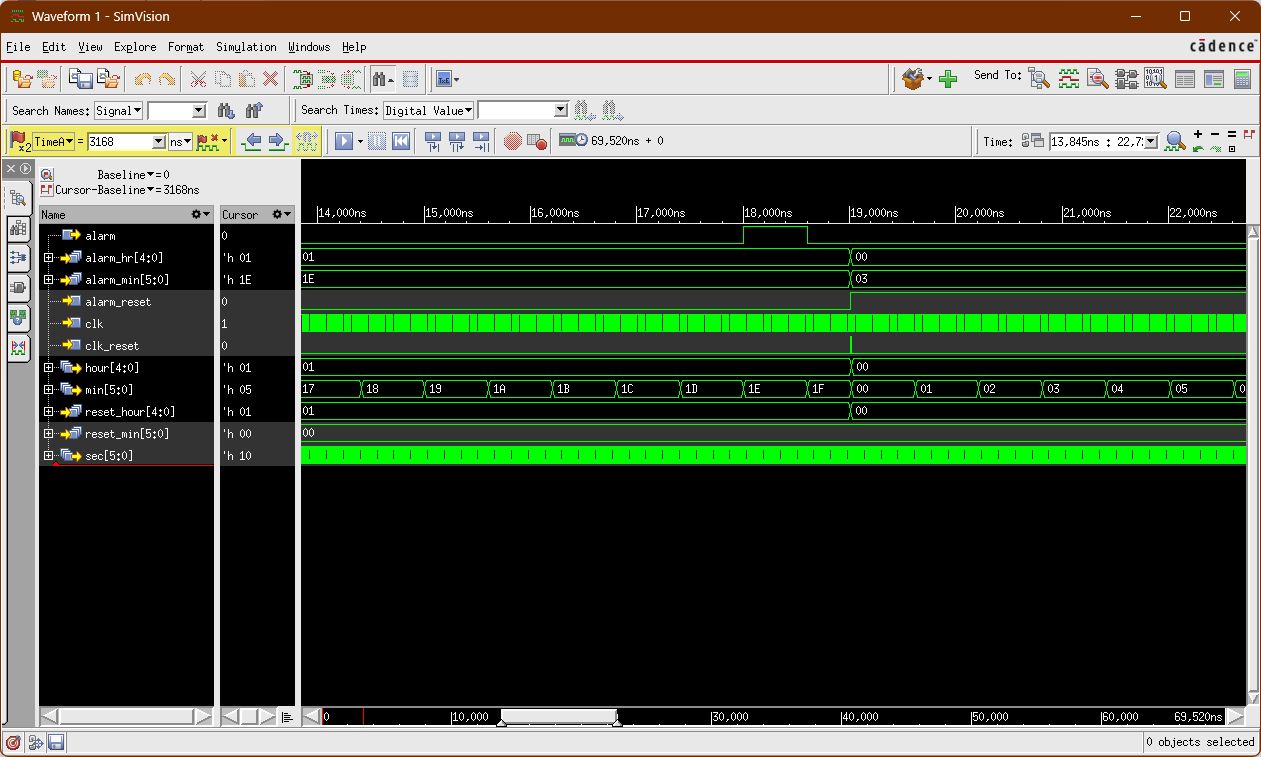 Waveform 1 - SimVision
File Edit View Explore Format Simulation Windows Help
cādence
Send To:
Search Names: Signal Search Times: Digital Value
x2 TimeA = 3168 ns 69,520ns + 0 Time: 13,845ns : 22,7
Baseline=0
Cursor-Baseline=3168ns
Name Cursor 14,000ns 15,000ns 16,000ns 17,000ns 18,000ns 19,000ns 20,000ns 21,000ns 22,000ns
alarm 0
alarm_hr[4:0] 'h 01 01 00
alarm_min[5:0] 'h 1E 1E 03
alarm_reset 0
clk 1
clk_reset 0
hour[4:0] 'h 01 01 00
min[5:0] 'h 05 17 18 19 1A 1B 1C 1D 1E 1F 00 01 02 03 04 05 0
reset_hour[4:0] 'h 01 01 00
reset_min[5:0] 'h 00 00
sec[5:0] 'h 10
0 10,000 30,000 40,000 50,000 60,000 69,520ns
0 objects selected